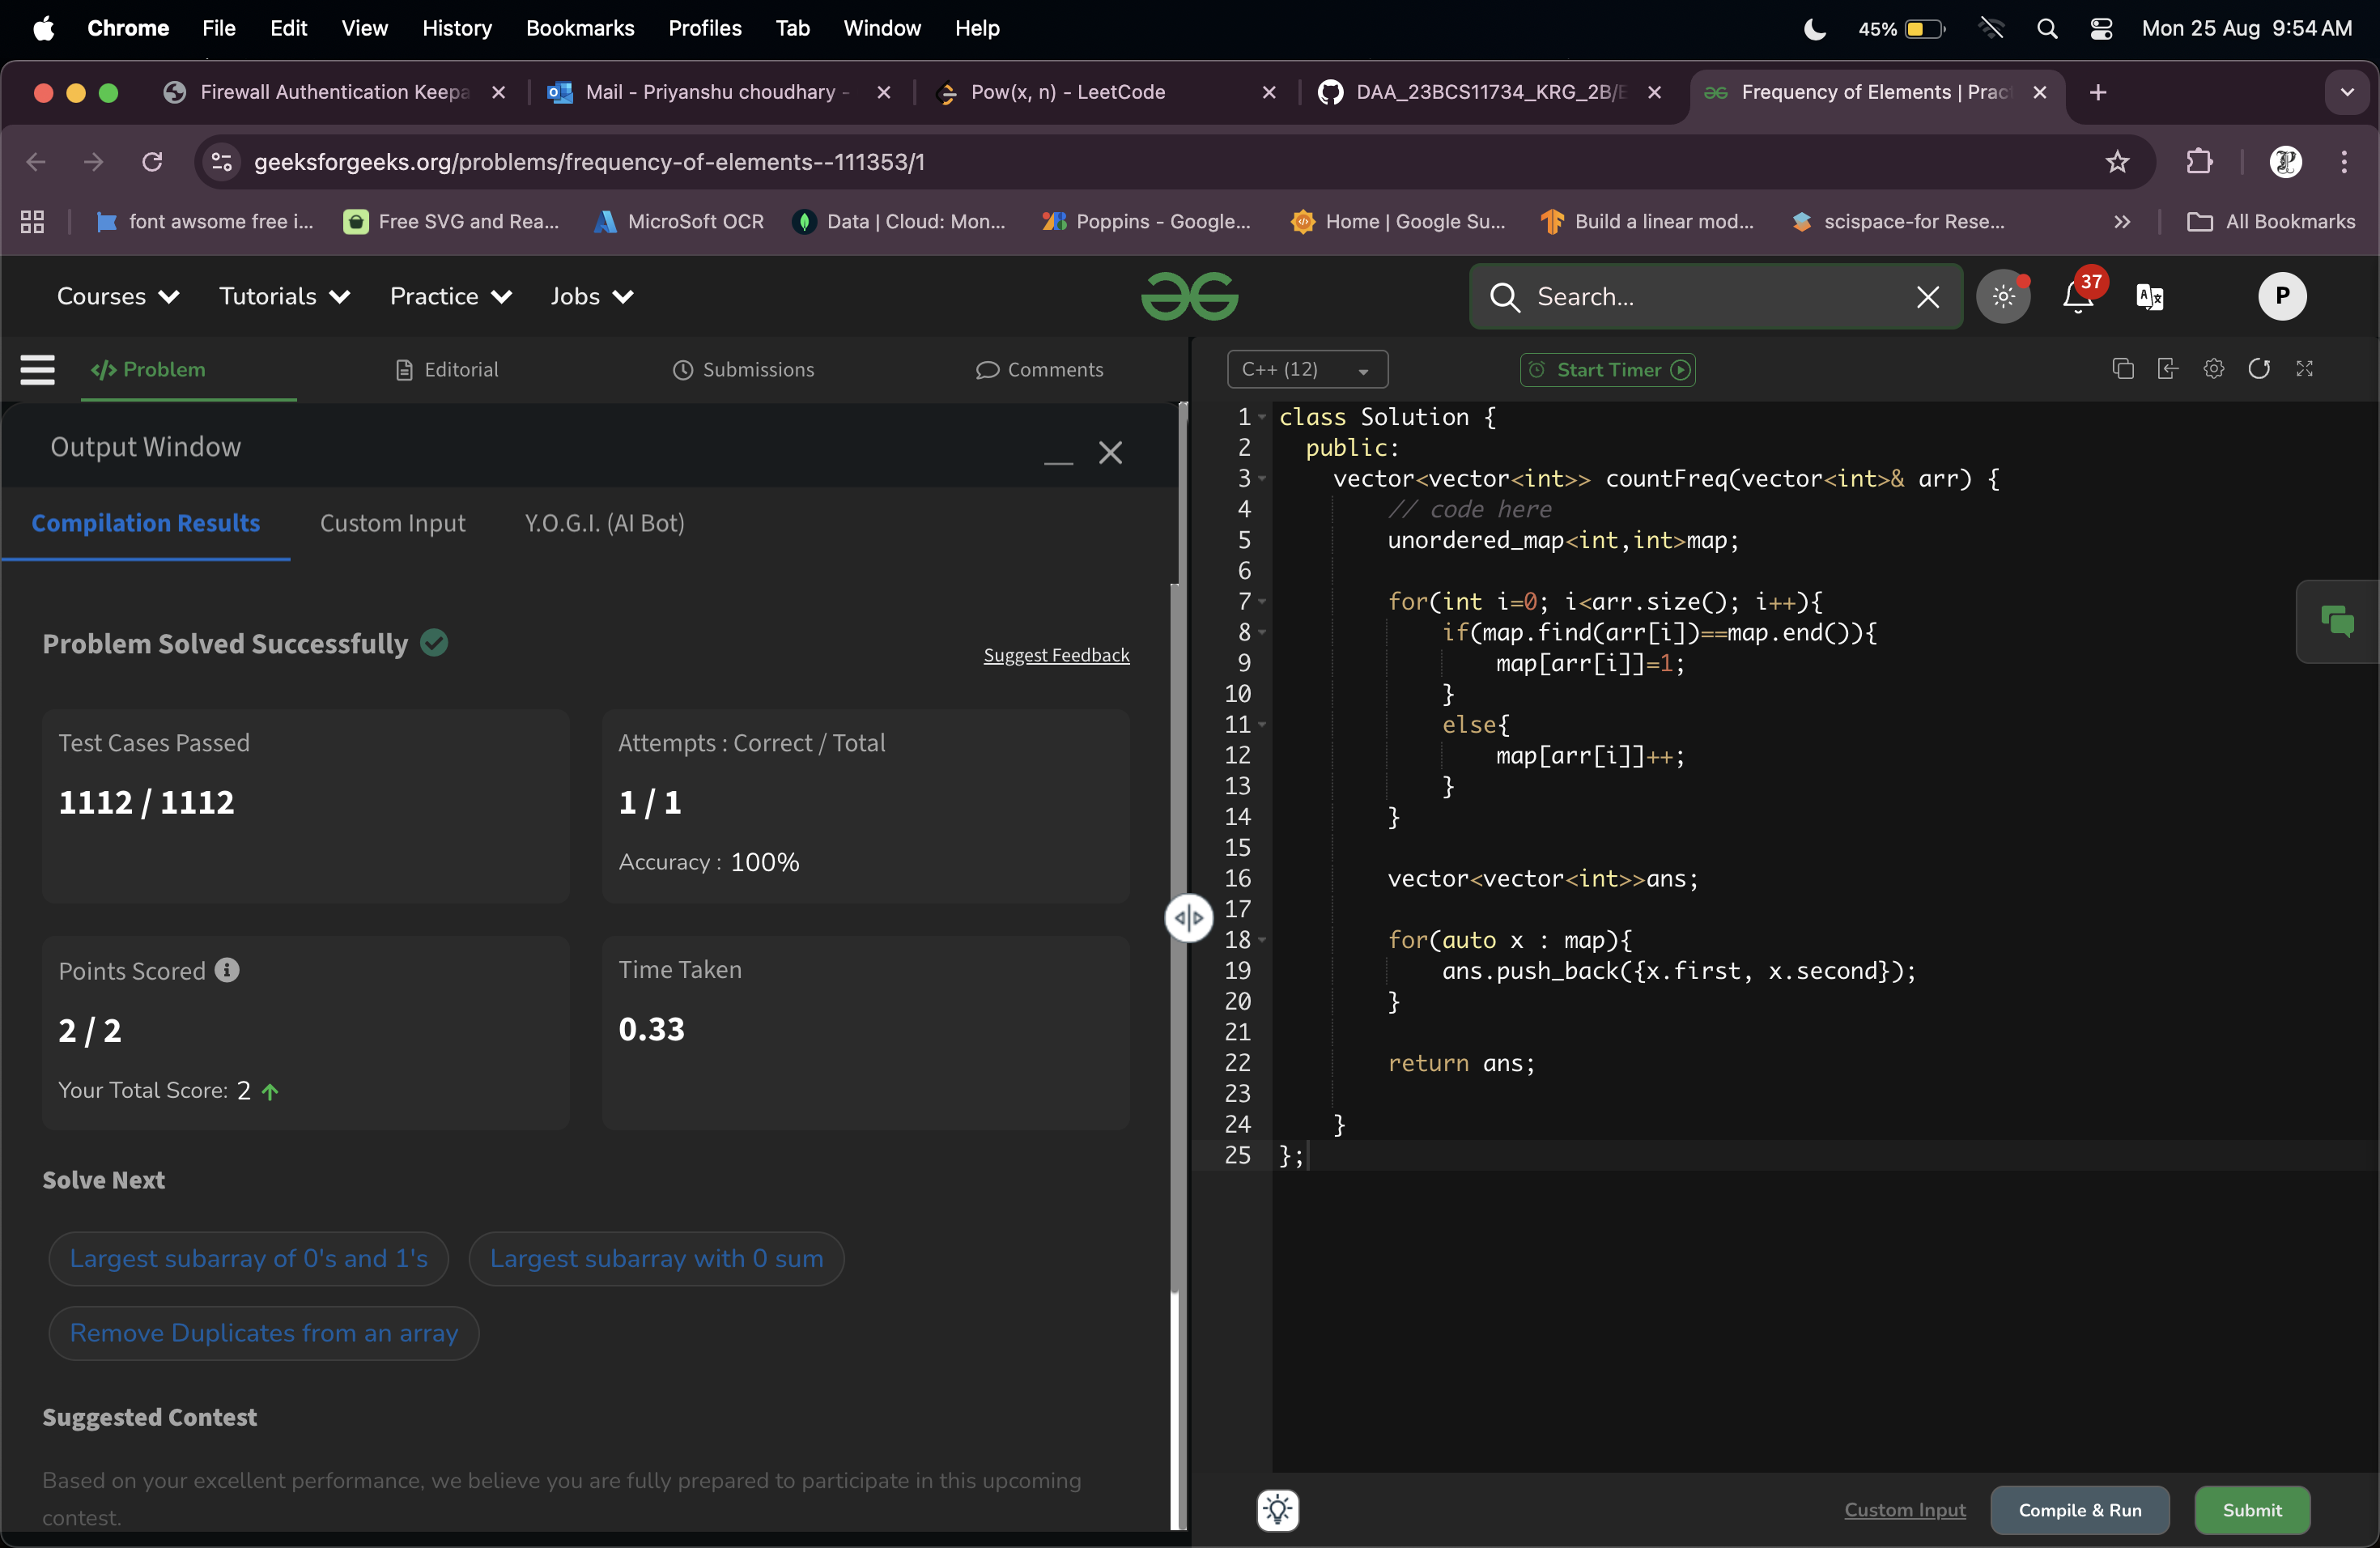 Chrome File Edit View History Bookmarks Profiles Tab Window Help 45% Mon 25 Aug 9:54 AM
Firewall Authentication Keepa Mail - Priyanshu choudhary - Pow(x, n) - LeetCode DAA_23BCS11734_KRG_2B/E Frequency of Elements | Prac
geeksforgeeks.org/problems/frequency-of-elements--111353/1
font awsome free i... Free SVG and Rea... MicroSoft OCR Data | Cloud: Mon... Poppins - Google... Home | Google Su... Build a linear mod... scispace-for Rese... All Bookmarks
Courses Tutorials Practice Jobs Search... 37 P
Problem Editorial Submissions Comments C++ (12) Start Timer
Output Window
Compilation Results Custom Input Y.O.G.I. (AI Bot)
Problem Solved Successfully
Suggest Feedback
Test Cases Passed
1112 / 1112
Attempts : Correct / Total
1 / 1
Accuracy : 100%
Points Scored
2 / 2
Your Total Score: 2
Time Taken
0.33
Solve Next
Largest subarray of 0's and 1's Largest subarray with 0 sum
Remove Duplicates from an array
Suggested Contest
Based on your excellent performance, we believe you are fully prepared to participate in this upcoming
contest.
1 class Solution {
2 public:
3 vector<vector<int>> countFreq(vector<int>& arr) {
4 // code here
5 unordered_map<int,int>map;
6
7 for(int i=0; i<arr.size(); i++){
8 if(map.find(arr[i])==map.end()){
9 map[arr[i]]=1;
10 }
11 else{
12 map[arr[i]]++;
13 }
14 }
15
16 vector<vector<int>>ans;
17
18 for(auto x : map){
19 ans.push_back({x.first, x.second});
20 }
21
22 return ans;
23
24 }
25 };
Custom Input Compile & Run Submit